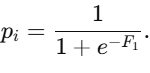 p_i = \frac{1}{1 + e^{-F_1}}.